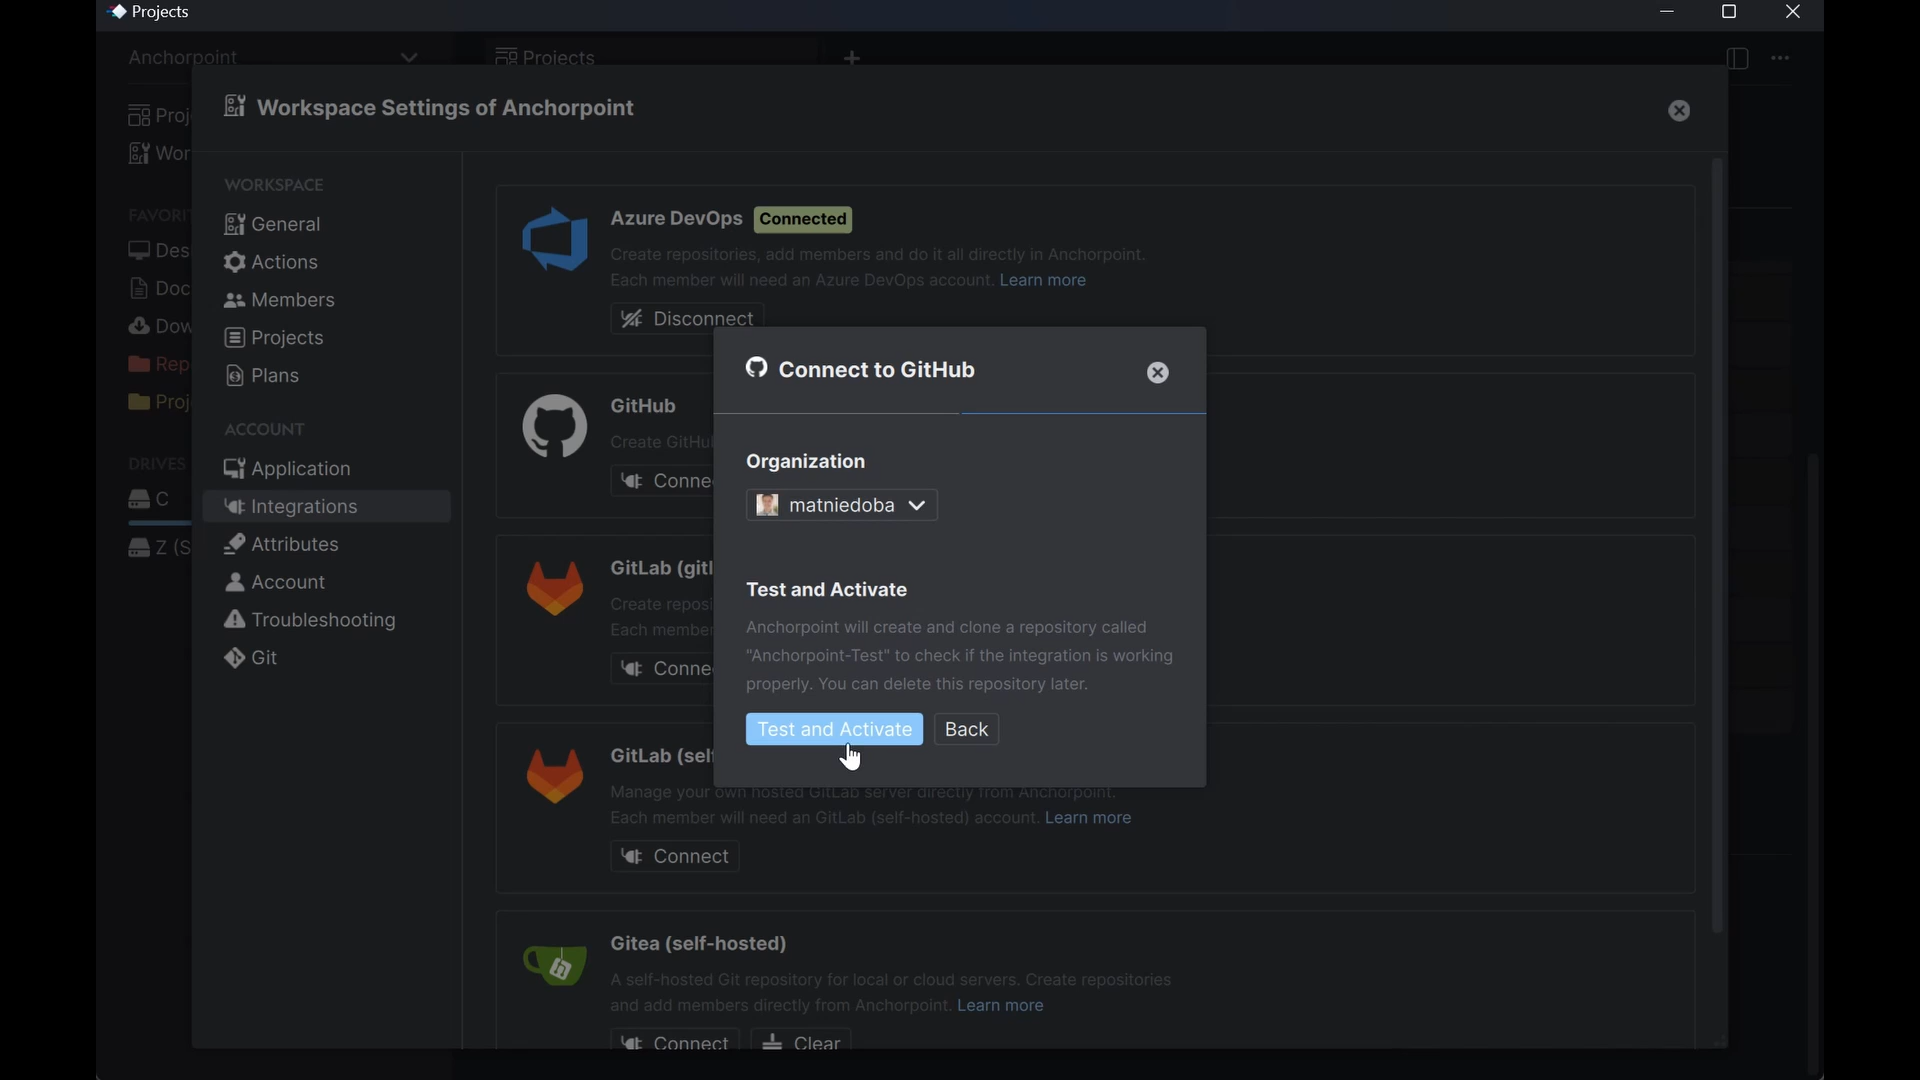 Projects
Anchorpoint
Projects
Workspace Settings of Anchorpoint
WORKSPACE
General
Actions
Members
Projects
Plans
ACCOUNT
Application
Integrations
Attributes
Account
Troubleshooting
Git
DRIVES
C
Azure DevOps Connected
Create repositories, add members and do it all directly in Anchorpoint.
Each member will need an Azure DevOps account. Learn more
Disconnect
GitHub
Connect to GitHub
Organization
matniedoba
Test and Activate
Anchorpoint will create and clone a repository called
"Anchorpoint-Test" to check if the integration is working
properly. You can delete this repository later.
Test and Activate Back
Manage your own hosted GitLab server directly from Anchorpoint.
Each member will need an GitLab (self-hosted) account. Learn more
Connect
Gitea (self-hosted)
A self-hosted Git repository for local or cloud servers. Create repositories
and add members directly from Anchorpoint. Learn more
Connect Clear